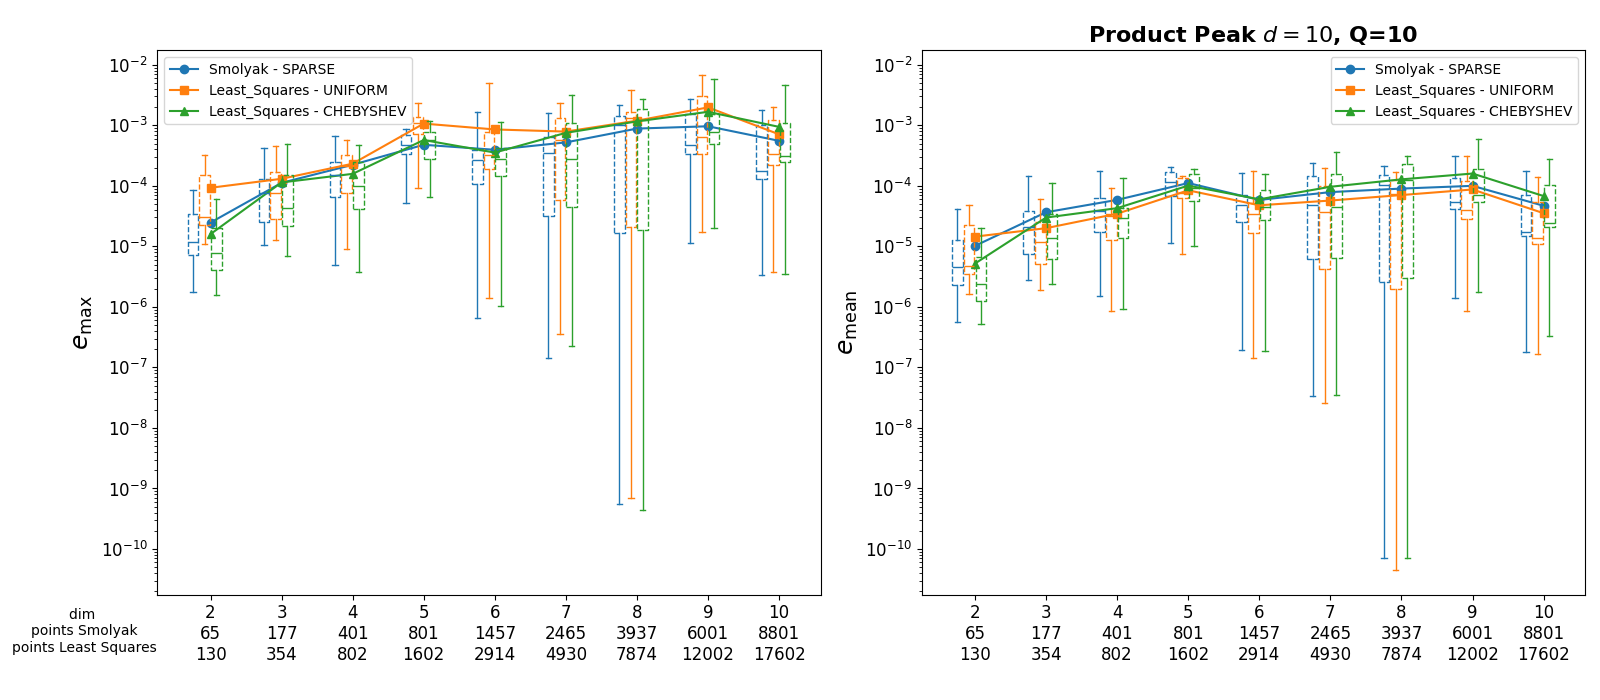 Product Peak d = 10, Q=10
Smolyak - SPARSE
Least_Squares - UNIFORM
Least_Squares - CHEBYSHEV
10⁻²
10⁻³
10⁻⁴
10⁻⁵
10⁻⁶
10⁻⁷
10⁻⁸
10⁻⁹
10⁻¹⁰
e_max
dim 2 3 4 5 6 7 8 9 10
points Smolyak 65 177 401 801 1457 2465 3937 6001 8801
points Least Squares 130 354 802 1602 2914 4930 7874 12002 17602
Smolyak - SPARSE
Least_Squares - UNIFORM
Least_Squares - CHEBYSHEV
10⁻²
10⁻³
10⁻⁴
10⁻⁵
10⁻⁶
10⁻⁷
10⁻⁸
10⁻⁹
10⁻¹⁰
e_mean
2 3 4 5 6 7 8 9 10
65 177 401 801 1457 2465 3937 6001 8801
130 354 802 1602 2914 4930 7874 12002 17602